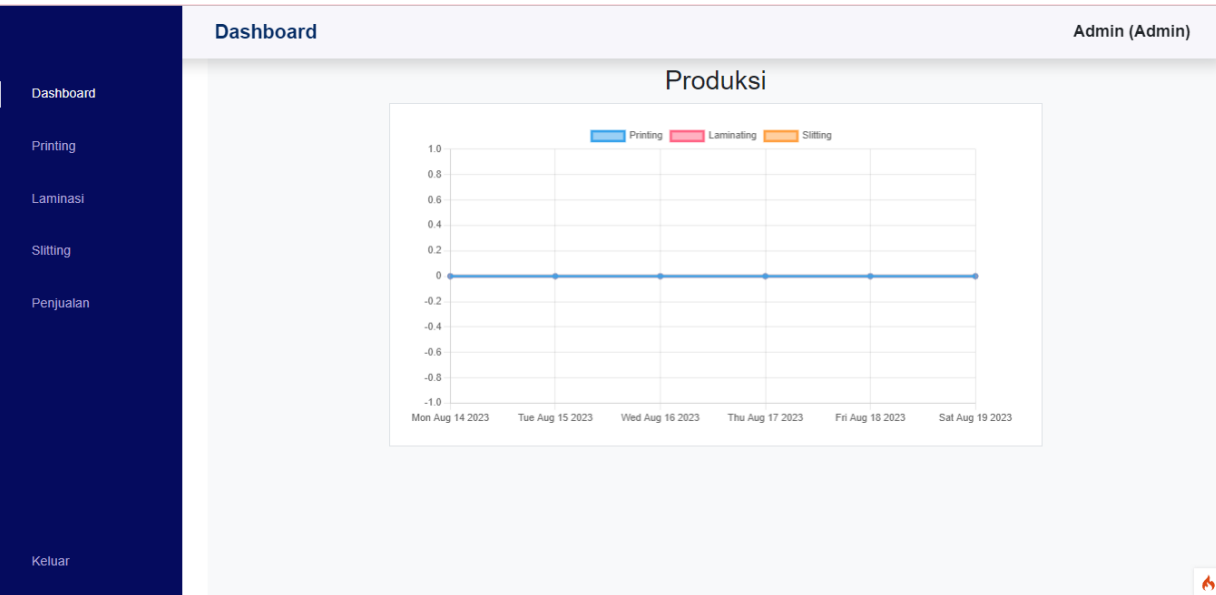 Dashboard
Admin (Admin)
Dashboard
Printing
Laminasi
Slitting
Penjualan
Keluar
Produksi
Printing Laminating Slitting
1.0
0.8
0.6
0.4
0.2
0
-0.2
-0.4
-0.6
-0.8
-1.0
Mon Aug 14 2023 Tue Aug 15 2023 Wed Aug 16 2023 Thu Aug 17 2023 Fri Aug 18 2023 Sat Aug 19 2023